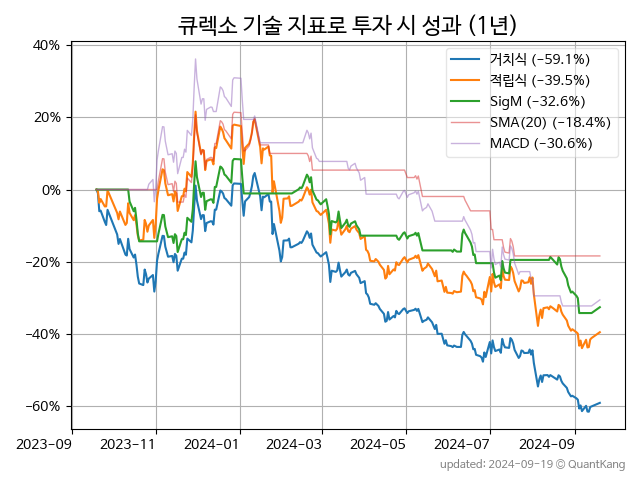 큐렉소 기술 지표로 투자 시 성과 (1년)
40%
20%
0%
−20%
−40%
−60%
거치식 (−59.1%)
적립식 (−39.5%)
SigM (−32.6%)
SMA(20) (−18.4%)
MACD (−30.6%)
2023-09 2023-11 2024-01 2024-03 2024-05 2024-07 2024-09
updated: 2024-09-19 © QuantKang